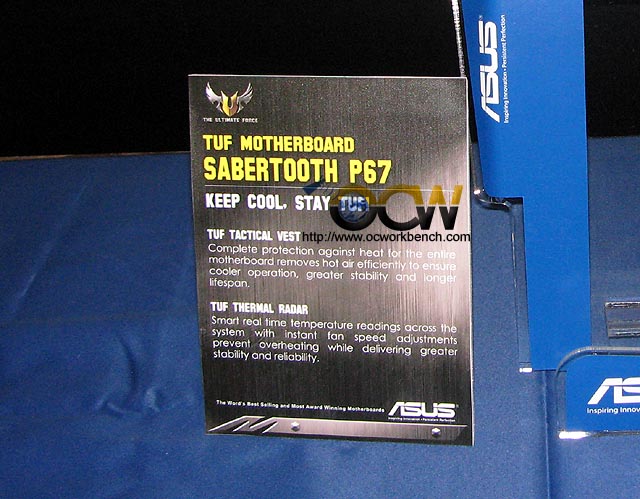 THE ULTIMATE FORCE
TUF MOTHERBOARD
SABERTOOTH P67
KEEP COOL, STAY TUF
OCW
http://www.ocworkbench.com
TUF TACTICAL VEST
Complete protection against heat for the entire
motherboard removes hot air efficiently to ensure
cooler operation, greater stability and longer
lifespan.
TUF THERMAL RADAR
Smart real time temperature readings across the
system with instant fan speed adjustments
prevent overheating while delivering greater
stability and reliability.
The Word's Best Selling and Most Award Winning Motherboards
ASUS
Inspiring Innovation • Persistent Perfection
ASUS
Inspiring Innovation • Persistent Perfection
ASUS
Inspiring Innovation